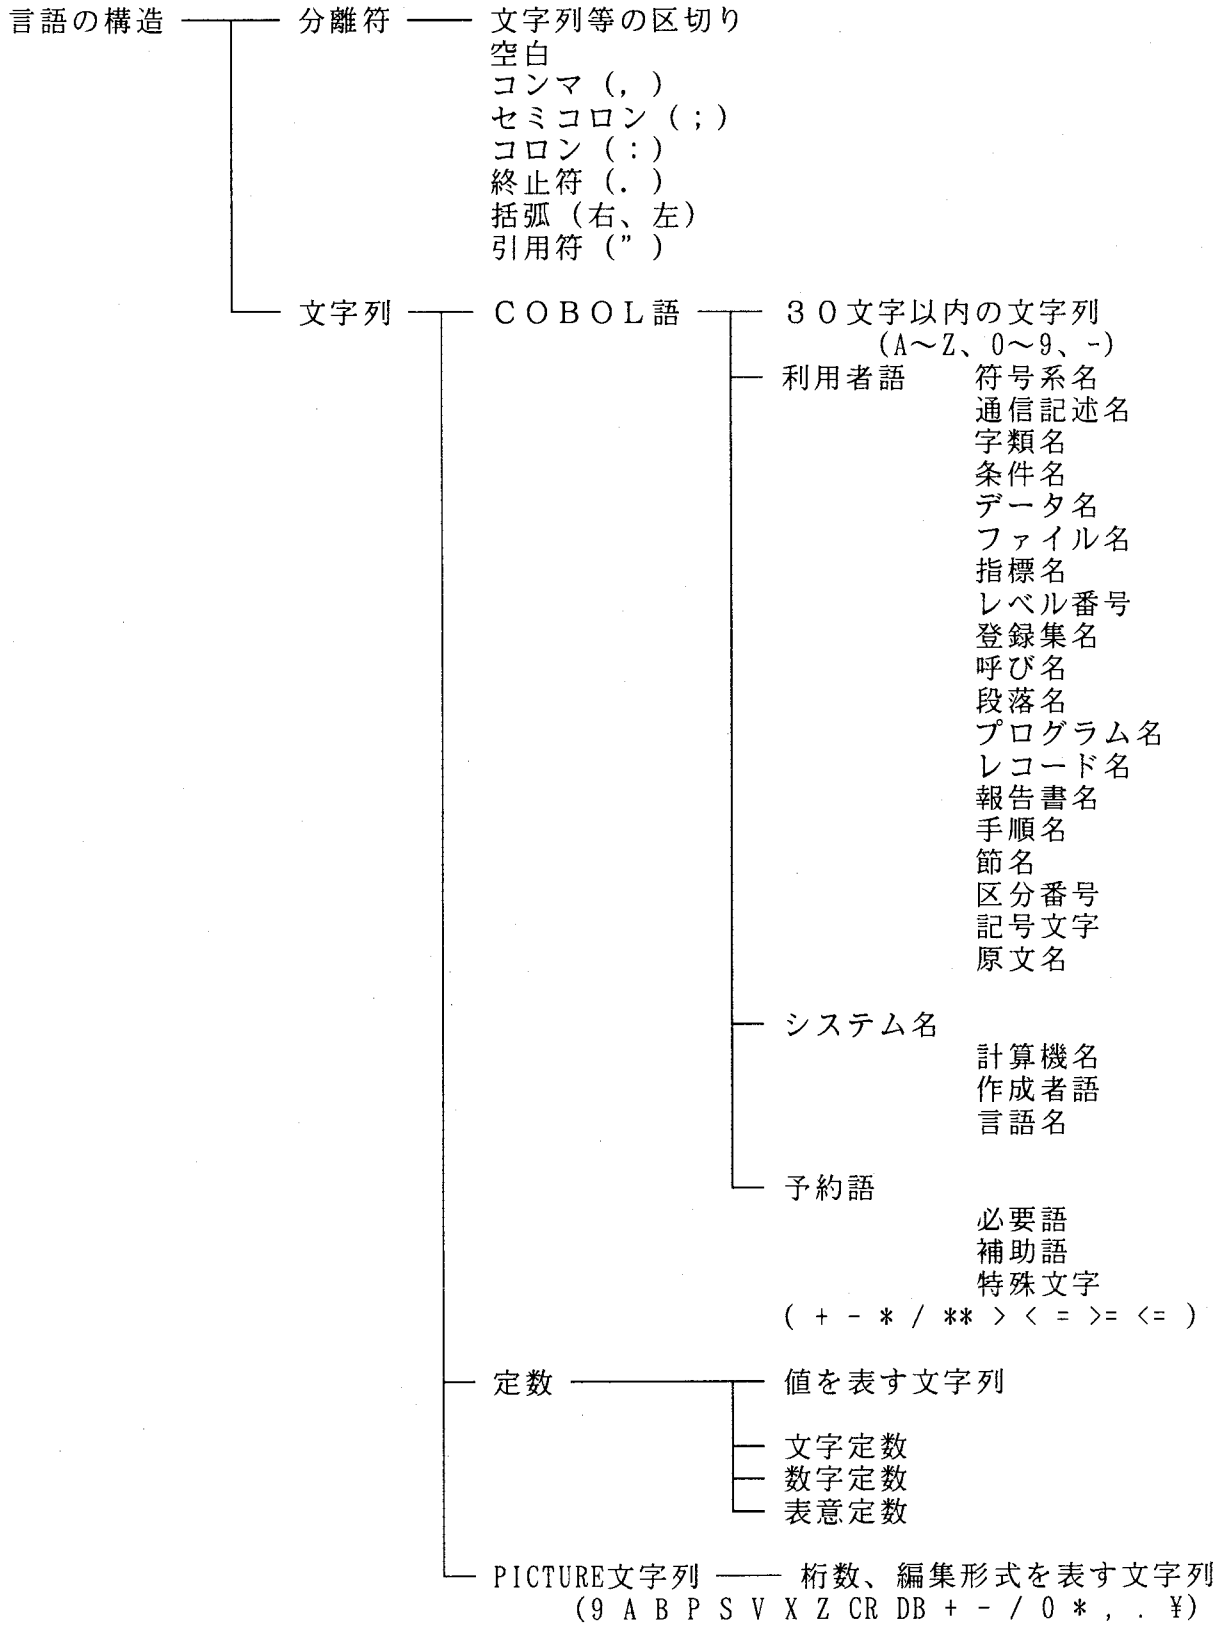 言語の構造 分離符 文字列等の区切り
空白
コンマ（，）
セミコロン（；）
コロン（：）
終止符（．）
括弧（右、左）
引用符（”）
文字列 ＣＯＢＯＬ語 ３０文字以内の文字列
(A～Z、0～9、-)
利用者語 符号系名
通信記述名
字類名
条件名
データ名
ファイル名
指標名
レベル番号
登録集名
呼び名
段落名
プログラム名
レコード名
報告書名
手順名
節名
区分番号
記号文字
原文名
システム名
計算機名
作成者語
言語名
予約語
必要語
補助語
特殊文字
( + - * / ** > < = >= <= )
定数 値を表す文字列
文字定数
数字定数
表意定数
PICTURE文字列 桁数、編集形式を表す文字列
(9 A B P S V X Z CR DB + - / 0 * , . ¥)